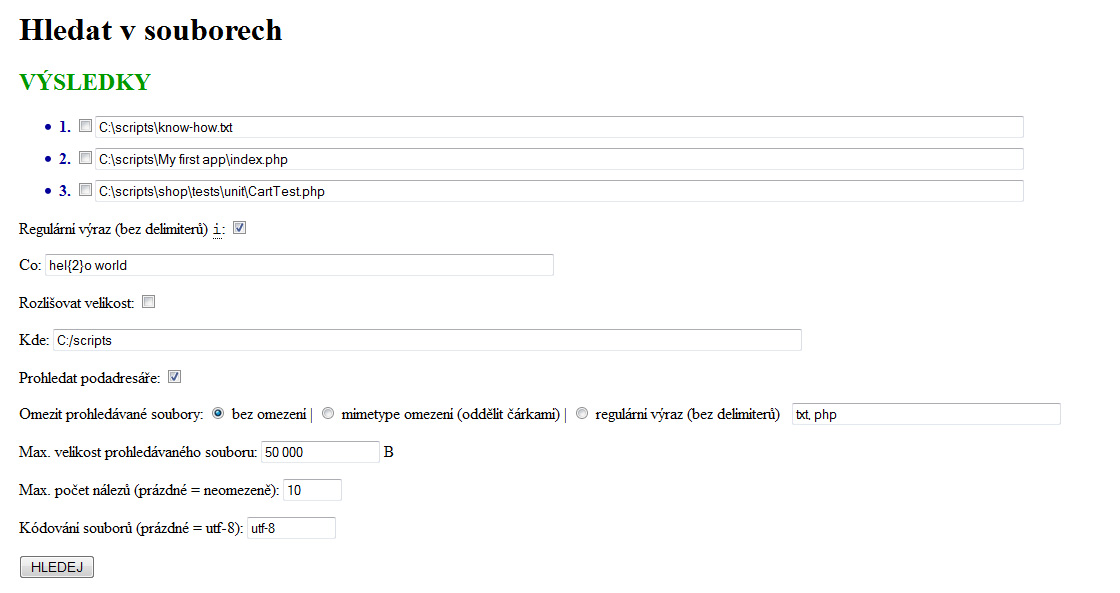 Hledat v souborech
VÝSLEDKY
1. C:\scripts\know-how.txt
2. C:\scripts\My first app\index.php
3. C:\scripts\shop\tests\unit\CartTest.php
Regulární výraz (bez delimiterů) i:
Co: hel{2}o world
Rozlišovat velikost:
Kde: C:/scripts
Prohledat podadresáře:
Omezit prohledávané soubory: bez omezeni | mimetype omezeni (oddělit čárkami) | regulární výraz (bez delimiterů) txt, php
Max. velikost prohledávaného souboru: 50 000 B
Max. počet nálezů (prázdné = neomezeně): 10
Kódování souborů (prázdné = utf-8): utf-8
HLEDEJ